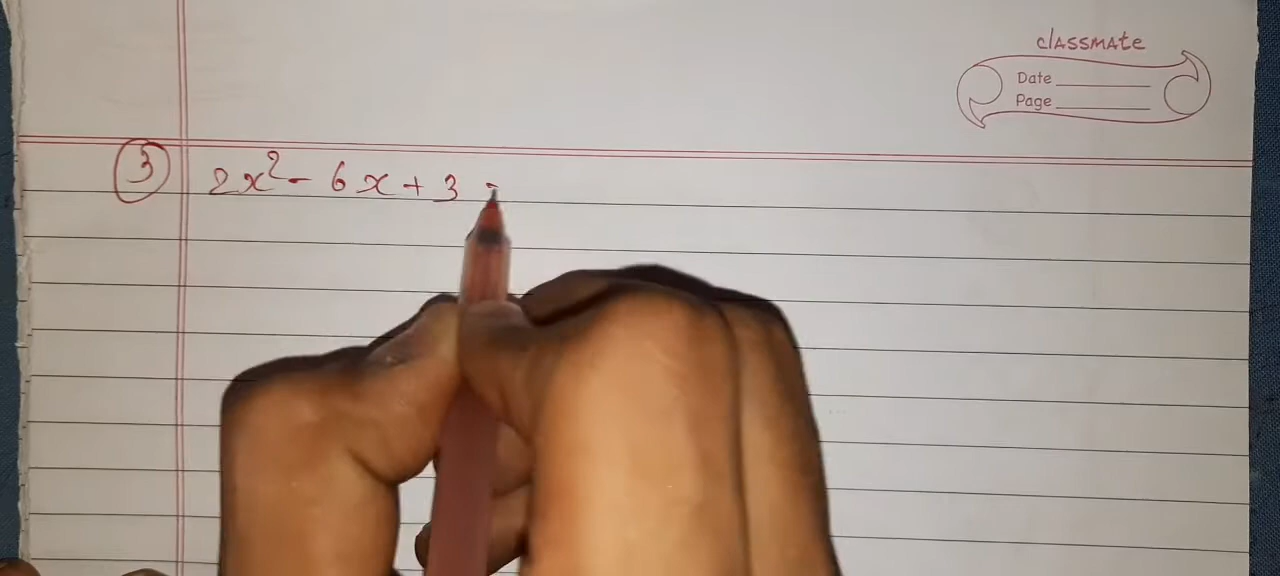 classmate
Date
Page
③ 2x² - 6x + 3 =